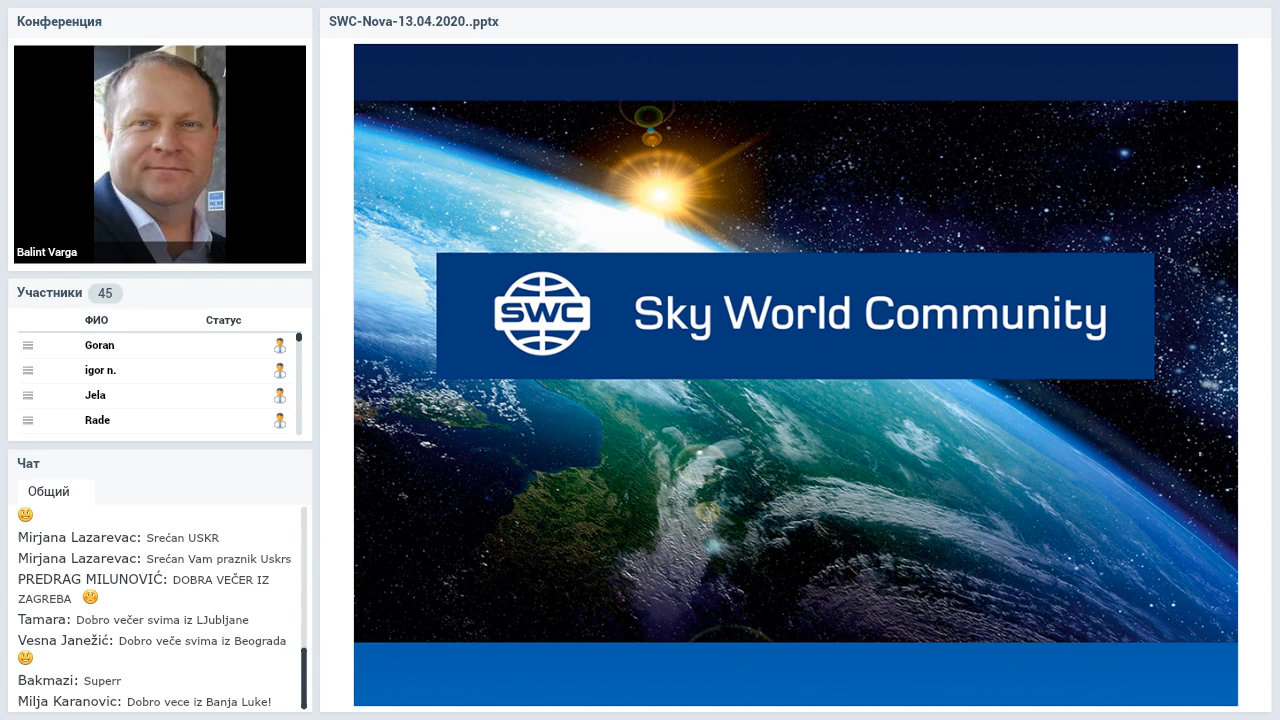 Конференция
Balint Varga
Участники 45
ФИО Статус
Goran
igor n.
Jela
Rade
Чат
Общий
Mirjana Lazarevac: Srećan USKR
Mirjana Lazarevac: Srećan Vam praznik Uskrs
PREDRAG MILUNOVIĆ: DOBRA VEČER IZ
ZAGREBA
Tamara: Dobro večer svima iz LJubljane
Vesna Janežić: Dobro veče svima iz Beograda
Bakmazi: Superr
Milja Karanovic: Dobro vece iz Banja Luke!
SWC-Nova-13.04.2020..pptx
SWC Sky World Community